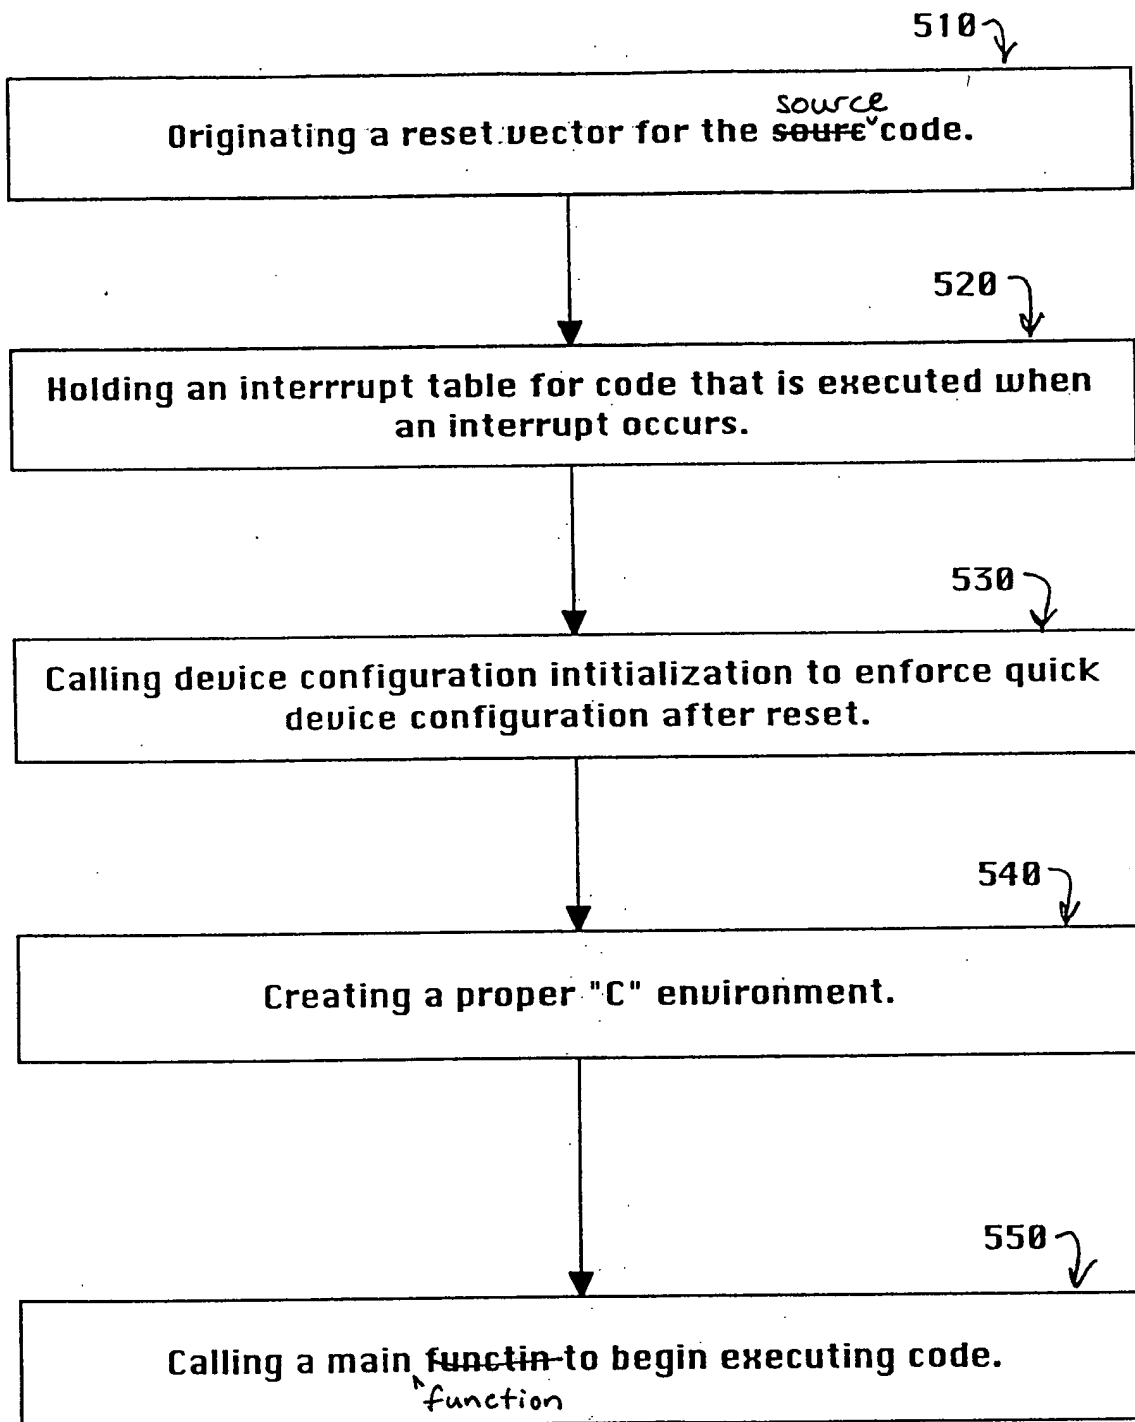 510
source
Originating a reset vector for the soure code.
520
Holding an interrrupt table for code that is executed when
an interrupt occurs.
530
Calling device configuration intitialization to enforce quick
device configuration after reset.
540
Creating a proper "C" environment.
550
Calling a main functin to begin executing code.
function